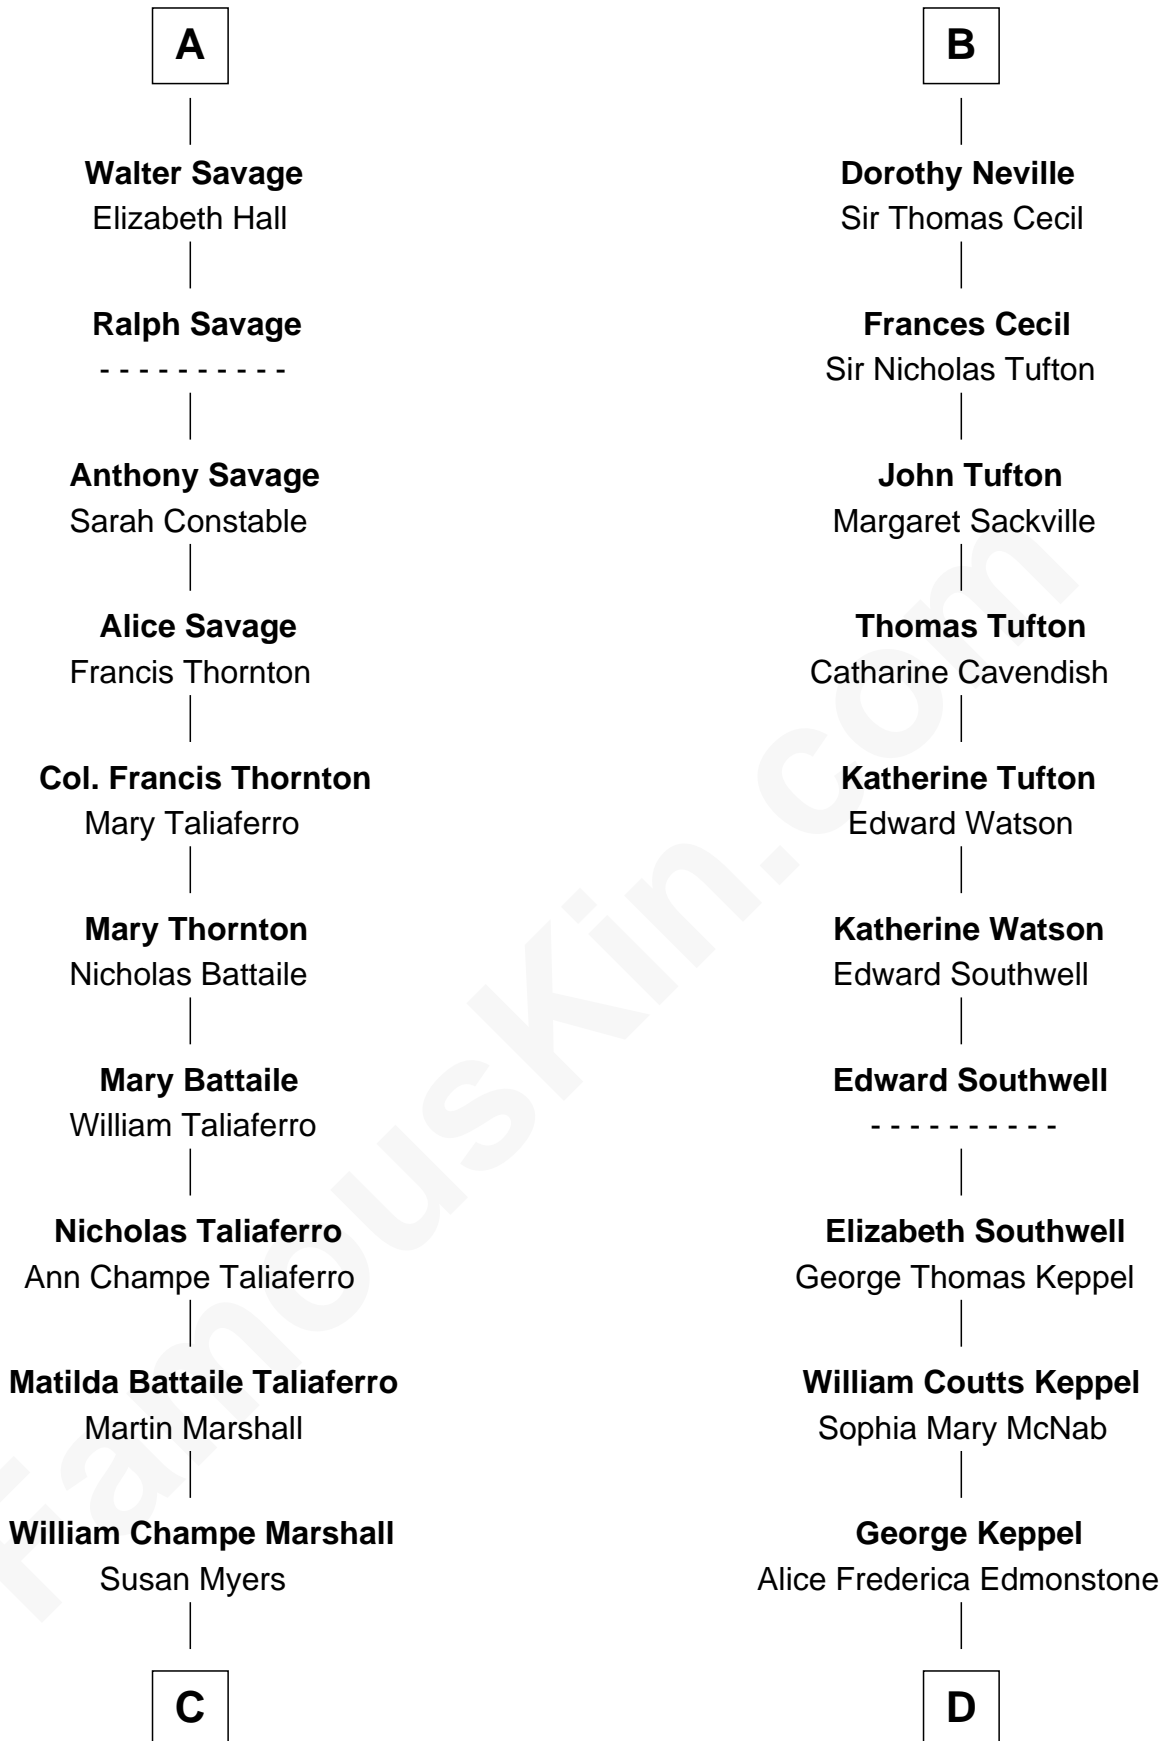 A
Walter Savage
Elizabeth Hall
Ralph Savage
- - - - - - - - - -
Anthony Savage
Sarah Constable
Alice Savage
Francis Thornton
Col. Francis Thornton
Mary Taliaferro
Mary Thornton
Nicholas Battaile
Mary Battaile
William Taliaferro
Nicholas Taliaferro
Ann Champe Taliaferro
Matilda Battaile Taliaferro
Martin Marshall
William Champe Marshall
Susan Myers
C
B
Dorothy Neville
Sir Thomas Cecil
Frances Cecil
Sir Nicholas Tufton
John Tufton
Margaret Sackville
Thomas Tufton
Catharine Cavendish
Katherine Tufton
Edward Watson
Katherine Watson
Edward Southwell
Edward Southwell
- - - - - - - - - -
Elizabeth Southwell
George Thomas Keppel
William Coutts Keppel
Sophia Mary McNab
George Keppel
Alice Frederica Edmonstone
D
FamousKin.com